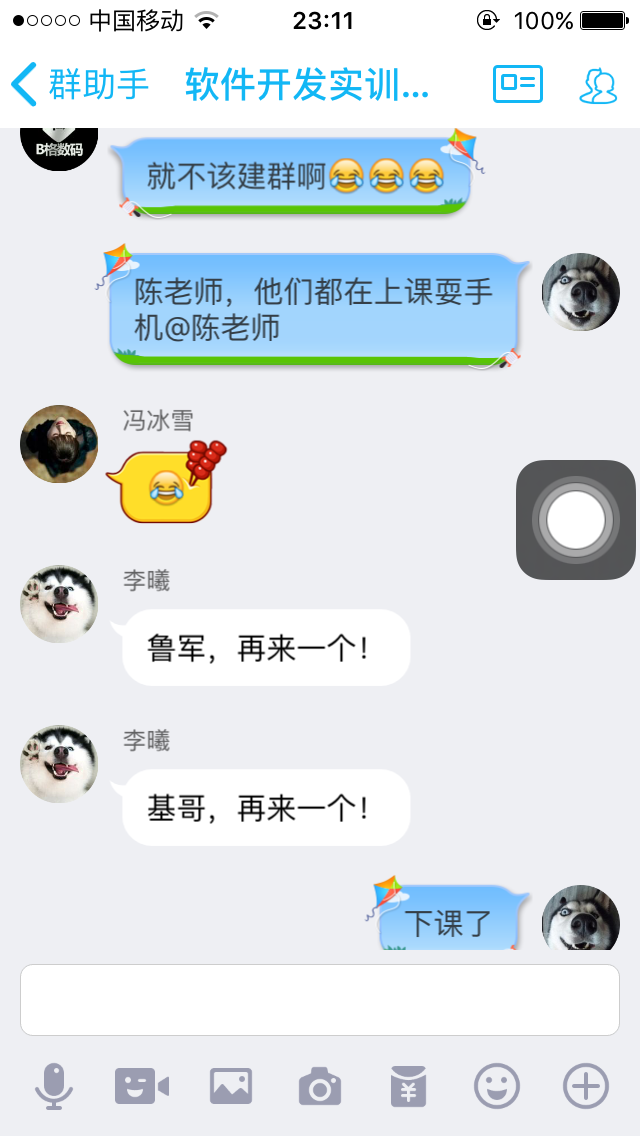 中国移动 23:11 100%
群助手 软件开发实训...
B格数码
就不该建群啊😂😂😂
陈老师，他们都在上课耍手
机@陈老师
冯冰雪
😂
李曦
鲁军，再来一个！
李曦
基哥，再来一个！
下课了